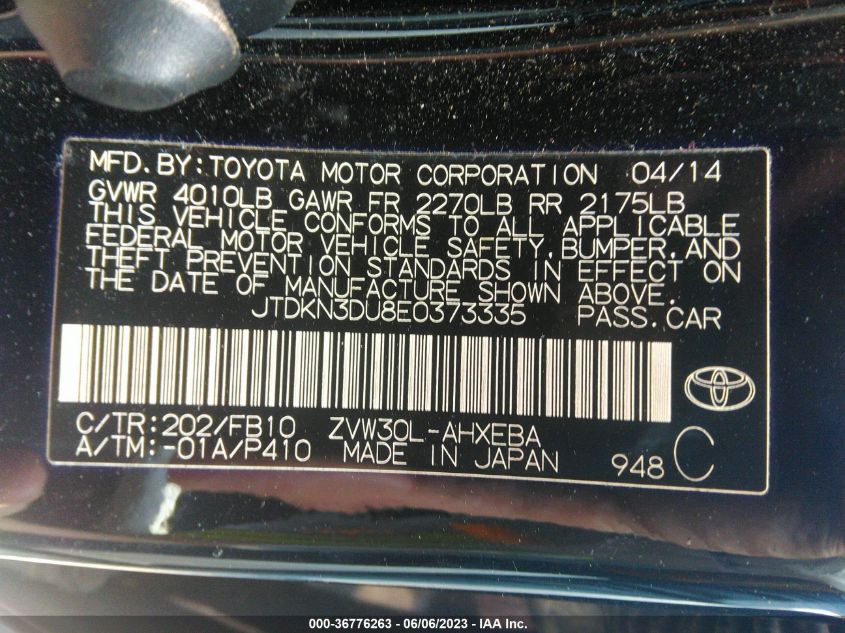 MFD.BY:TOYOTA MOTOR CORPORATION 04/14
GVWR 4010LB GAWR FR 2270LB RR 2175LB
THIS VEHICLE CONFORMS TO ALL APPLICABLE
FEDERAL MOTOR VEHICLE SAFETY,BUMPER,AND
THEFT PREVENTION STANDARDS IN EFFECT ON
THE DATE OF MANUFACTURE SHOWN ABOVE.
JTDKN3DU8E0373335 PASS.CAR
C/TR:202/FB10 ZVW30L-AHXEBA
A/TM:-01A/P410 MADE IN JAPAN 948 C
000-36776263 - 06/06/2023 - IAA Inc.